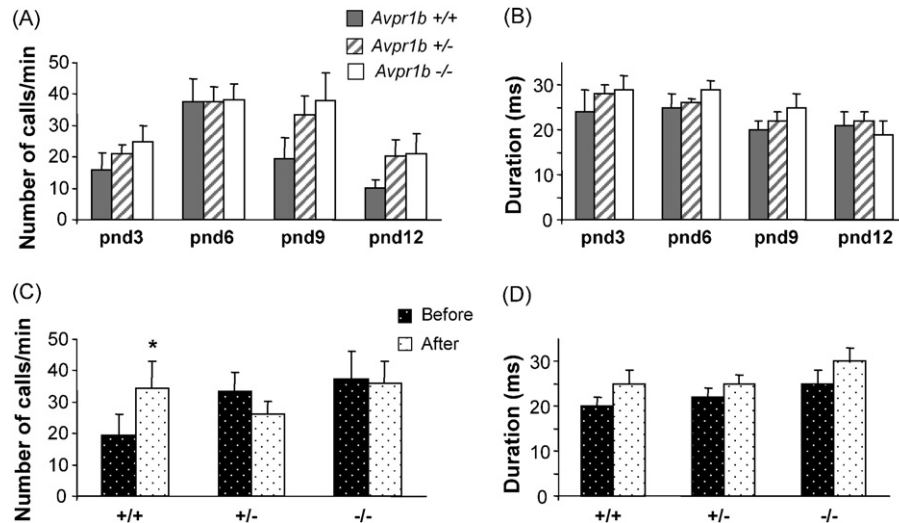 (A)
Avpr1b +/+
Avpr1b +/-
Avpr1b -/-
Number of calls/min
50
40
30
20
10
0
pnd3 pnd6 pnd9 pnd12
(B)
Duration (ms)
30
20
10
0
pnd3 pnd6 pnd9 pnd12
(C)
Before
After
Number of calls/min
50
40
30
20
10
0
*
+/+ +/- -/-
(D)
Duration (ms)
30
20
10
0
+/+ +/- -/-